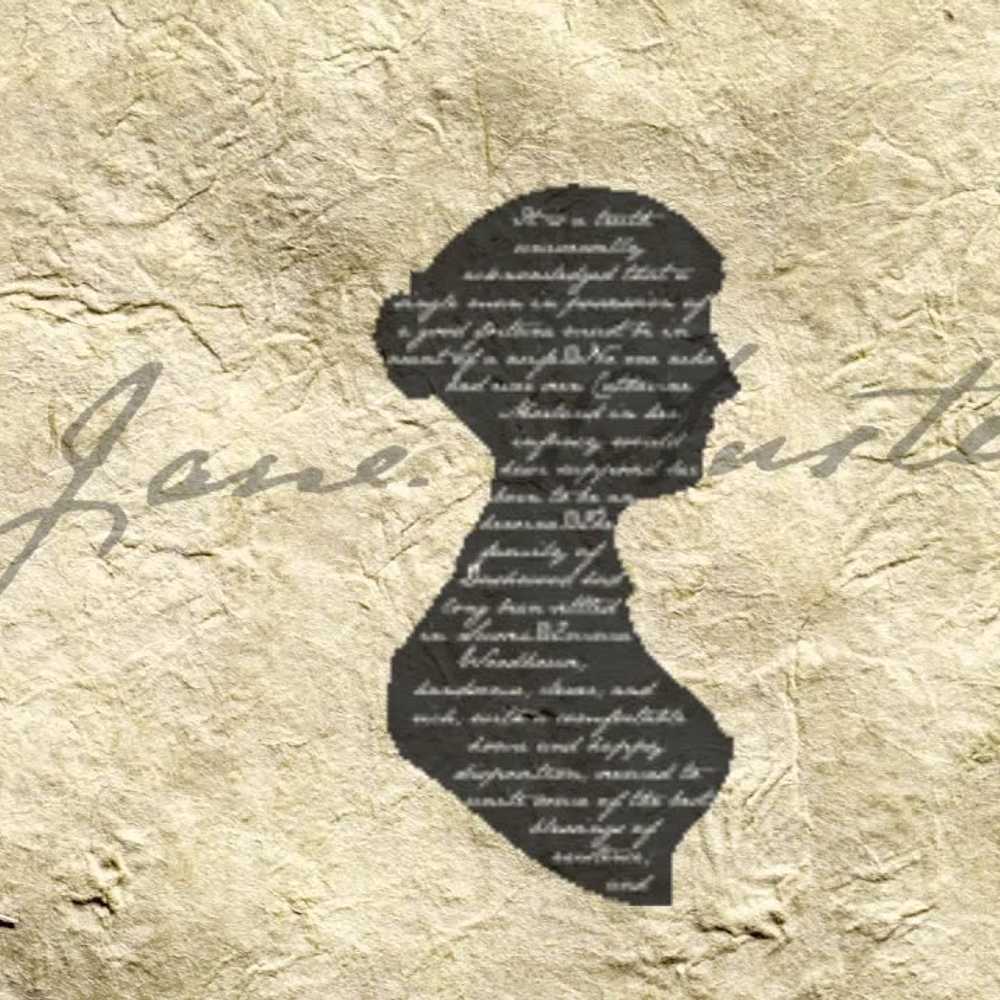 It is a truth
universally
acknowledged that a
single man in possession of
a good fortune must be in
want of a wife. No one who
had ever seen Catherine
Morland in her
infancy would
have supposed her
born to be an
heroine. The
family of
Dashwood had
long been settled
in Sussex. Emma
Woodhouse,
handsome, clever, and
rich, with a comfortable
home and happy
disposition, seemed to
unite some of the best
blessings of
existence,
and
Jane. Auste